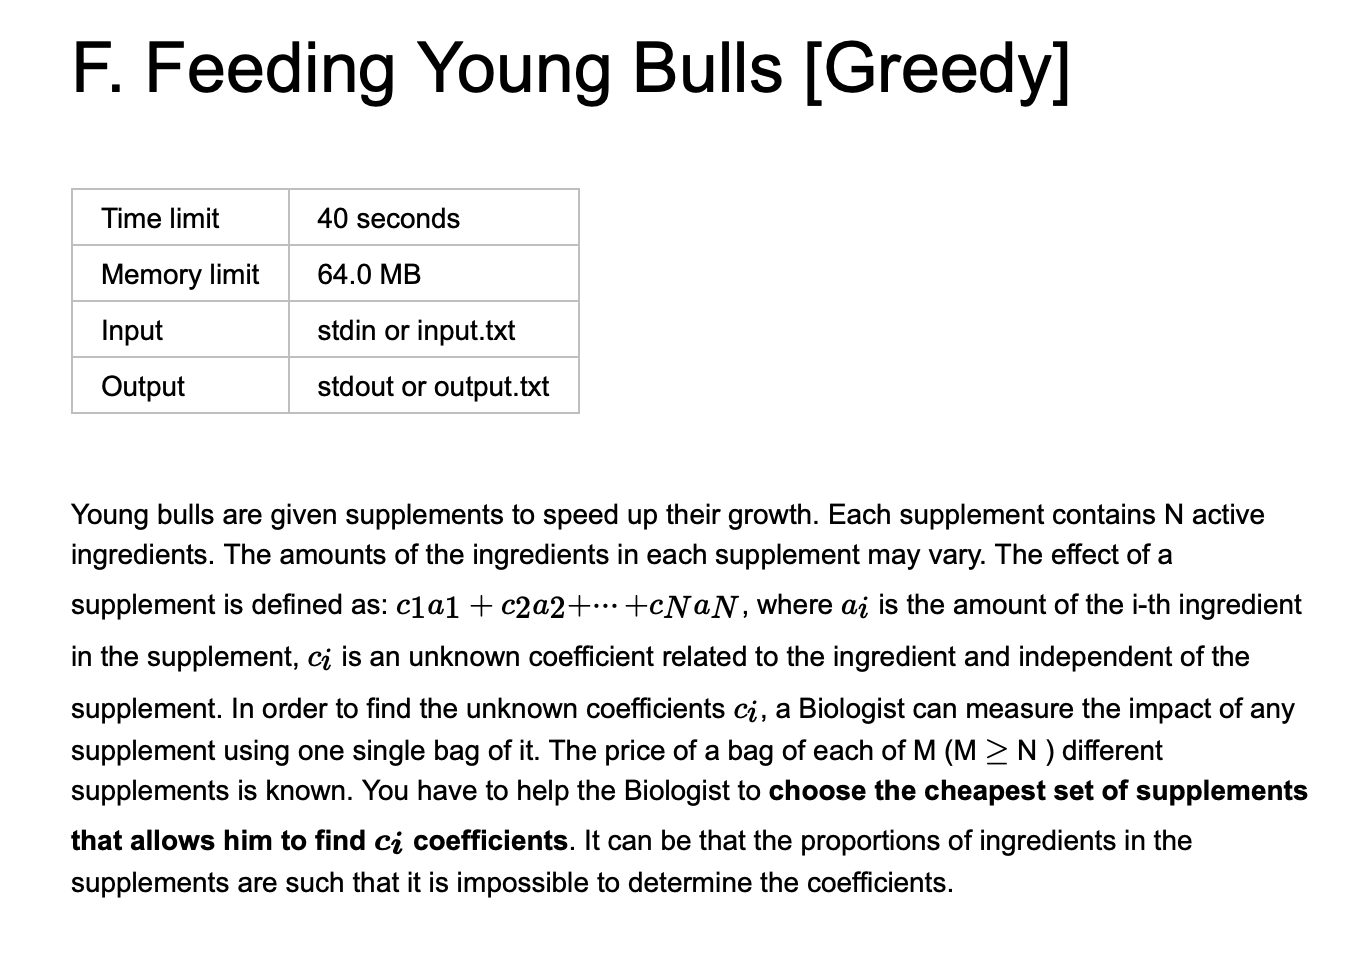 F. Feeding Young Bulls [Greedy]
Time limit 40 seconds
Memory limit 64.0 MB
Input stdin or input.txt
Output stdout or output.txt
Young bulls are given supplements to speed up their growth. Each supplement contains N active
ingredients. The amounts of the ingredients in each supplement may vary. The effect of a
supplement is defined as: c1a1 + c2a2+⋯ +cNaN, where ai is the amount of the i-th ingredient
in the supplement, ci is an unknown coefficient related to the ingredient and independent of the
supplement. In order to find the unknown coefficients ci, a Biologist can measure the impact of any
supplement using one single bag of it. The price of a bag of each of M (M ≥ N ) different
supplements is known. You have to help the Biologist to choose the cheapest set of supplements
that allows him to find ci coefficients. It can be that the proportions of ingredients in the
supplements are such that it is impossible to determine the coefficients.